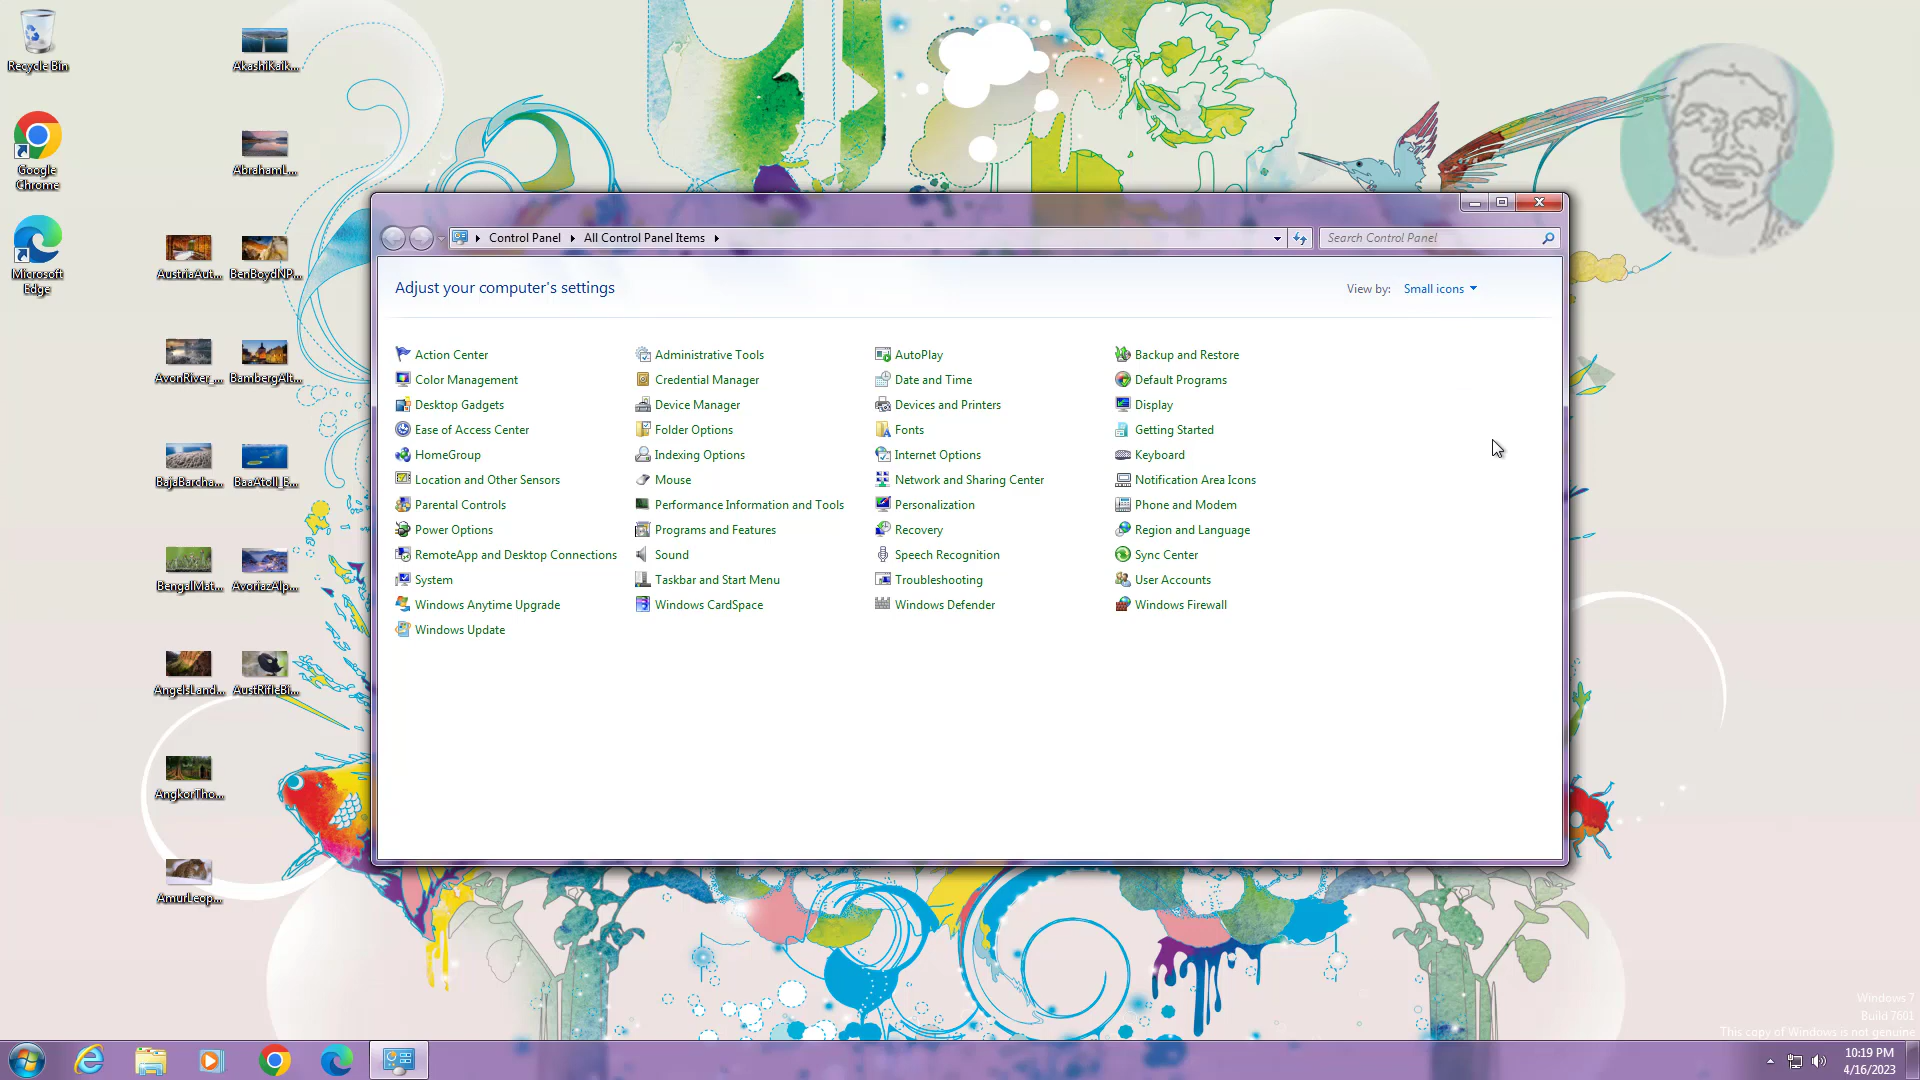 Recycle Bin
AkashiKaik...
Google
Chrome
AbrahamL...
Microsoft
Edge
AustriaAut...
BenBoydNP...
AvonRiver_...
BambergAlt...
BajaBarcha...
BaaAtoll_E...
BengalMat...
AvoriazAlp...
AngelsLand...
AustRifleBi...
AngkorTho...
AmurLeop...
Control Panel
All Control Panel Items
Search Control Panel
Adjust your computer's settings
View by: Small icons
Action Center
Administrative Tools
AutoPlay
Backup and Restore
Color Management
Credential Manager
Date and Time
Default Programs
Desktop Gadgets
Device Manager
Devices and Printers
Display
Ease of Access Center
Folder Options
Fonts
Getting Started
HomeGroup
Indexing Options
Internet Options
Keyboard
Location and Other Sensors
Mouse
Network and Sharing Center
Notification Area Icons
Parental Controls
Performance Information and Tools
Personalization
Phone and Modem
Power Options
Programs and Features
Recovery
Region and Language
RemoteApp and Desktop Connections
Sound
Speech Recognition
Sync Center
System
Taskbar and Start Menu
Troubleshooting
User Accounts
Windows Anytime Upgrade
Windows CardSpace
Windows Defender
Windows Firewall
Windows Update
Windows 7
Build 7601
This copy of Windows is not genuine
10:19 PM
4/16/2023